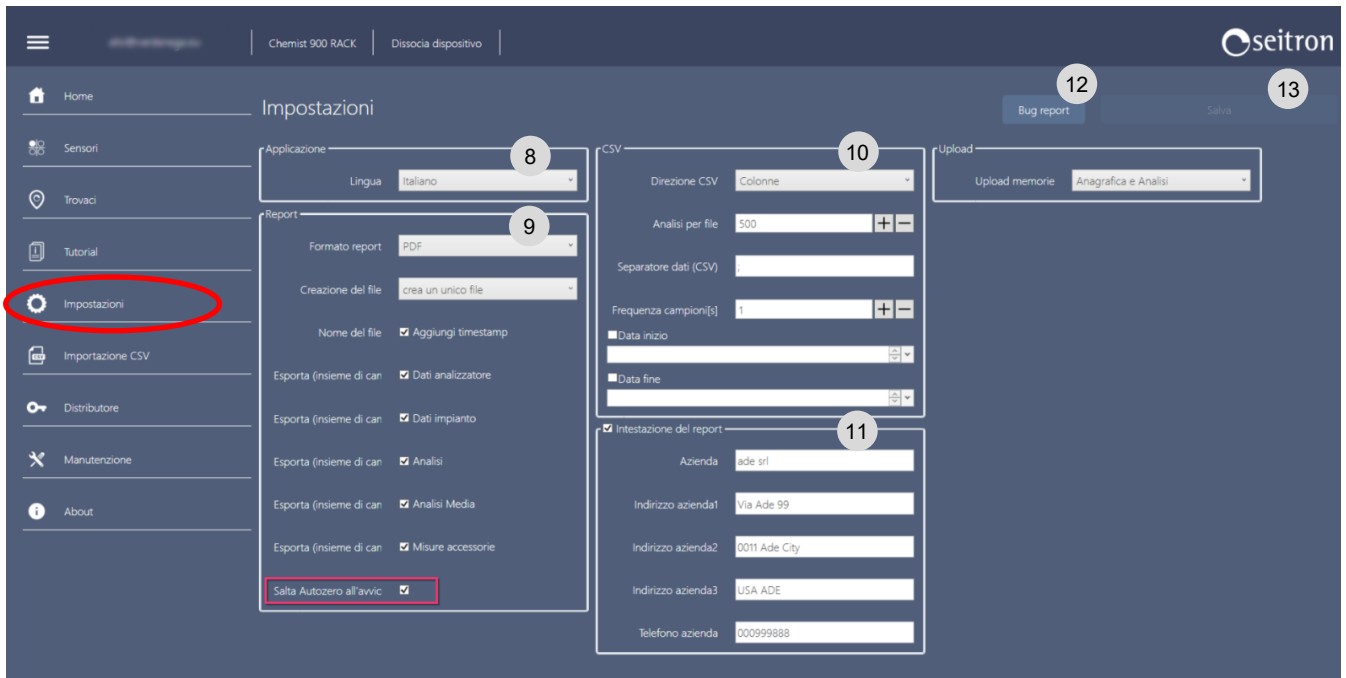 Chemist 900 RACK
Dissocia dispositivo
seitron
Home
Sensori
Trovaci
Tutorial
Impostazioni
Importazione CSV
Distributore
Manutenzione
About
Impostazioni
12
Bug report
13
Salva
Applicazione
8
Lingua Italiano
Report
9
Formato report PDF
Creazione del file crea un unico file
Nome del file Aggiungi timestamp
Esporta (insieme di can Dati analizzatore
Esporta (insieme di can Dati impianto
Esporta (insieme di can Analisi
Esporta (insieme di can Analisi Media
Esporta (insieme di can Misure accessorie
Salta Autozero all'avvic
CSV
10
Direzione CSV Colonne
Analisi per file 500
Separatore dati (CSV) ;
Frequenza campioni[s] 1
Data inizio
Data fine
Intestazione del report
11
Azienda ade srl
Indirizzo azienda1 Via Ade 99
Indirizzo azienda2 0011 Ade City
Indirizzo azienda3 USA ADE
Telefono azienda 000999888
Upload
Upload memorie Anagrafica e Analisi